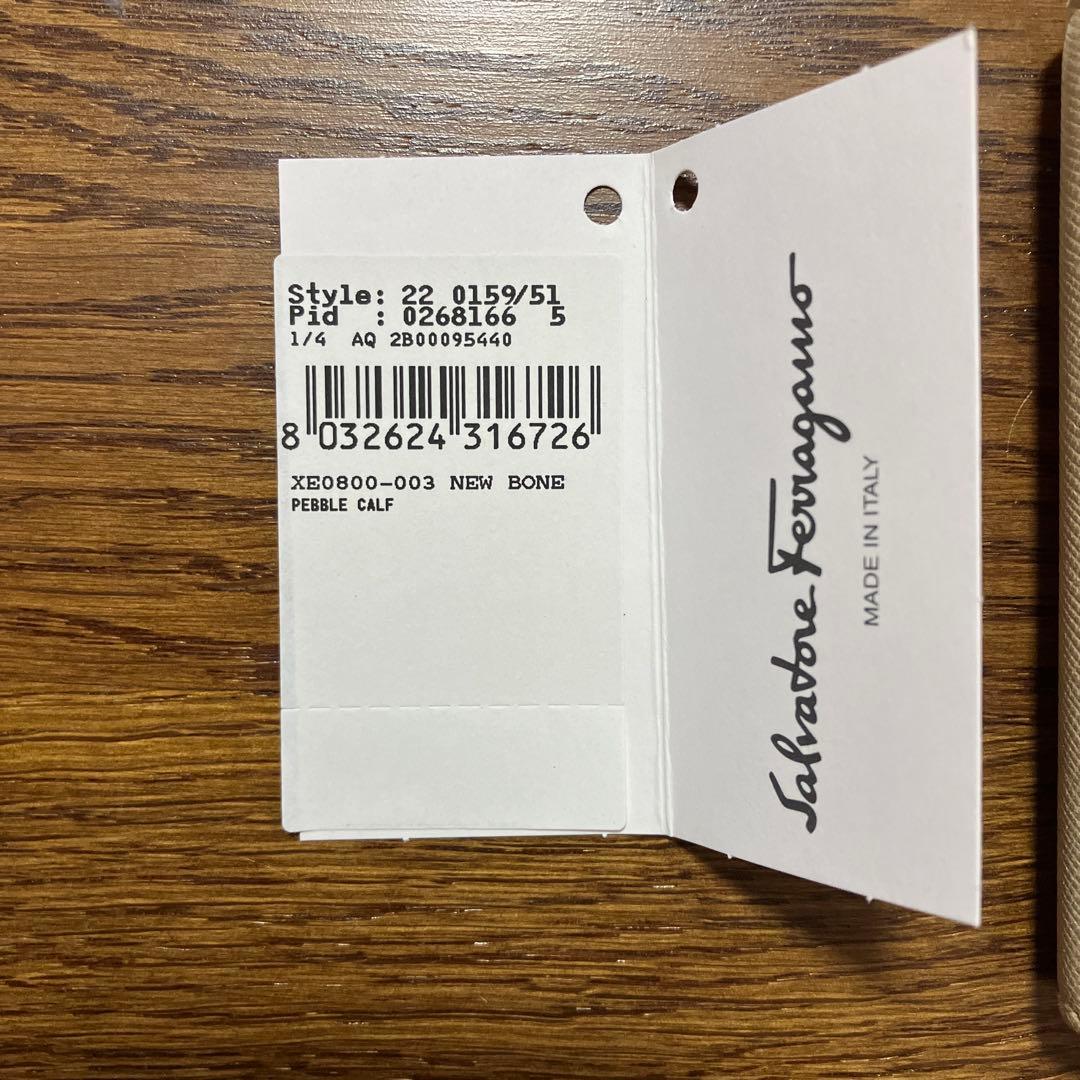 Style: 22 0159/51
Pid : 0268166 5
1/4 AQ 2B00095440
8 032624 316726
XE0800-003 NEW BONE
PEBBLE CALF
Salvatore Ferragamo
MADE IN ITALY